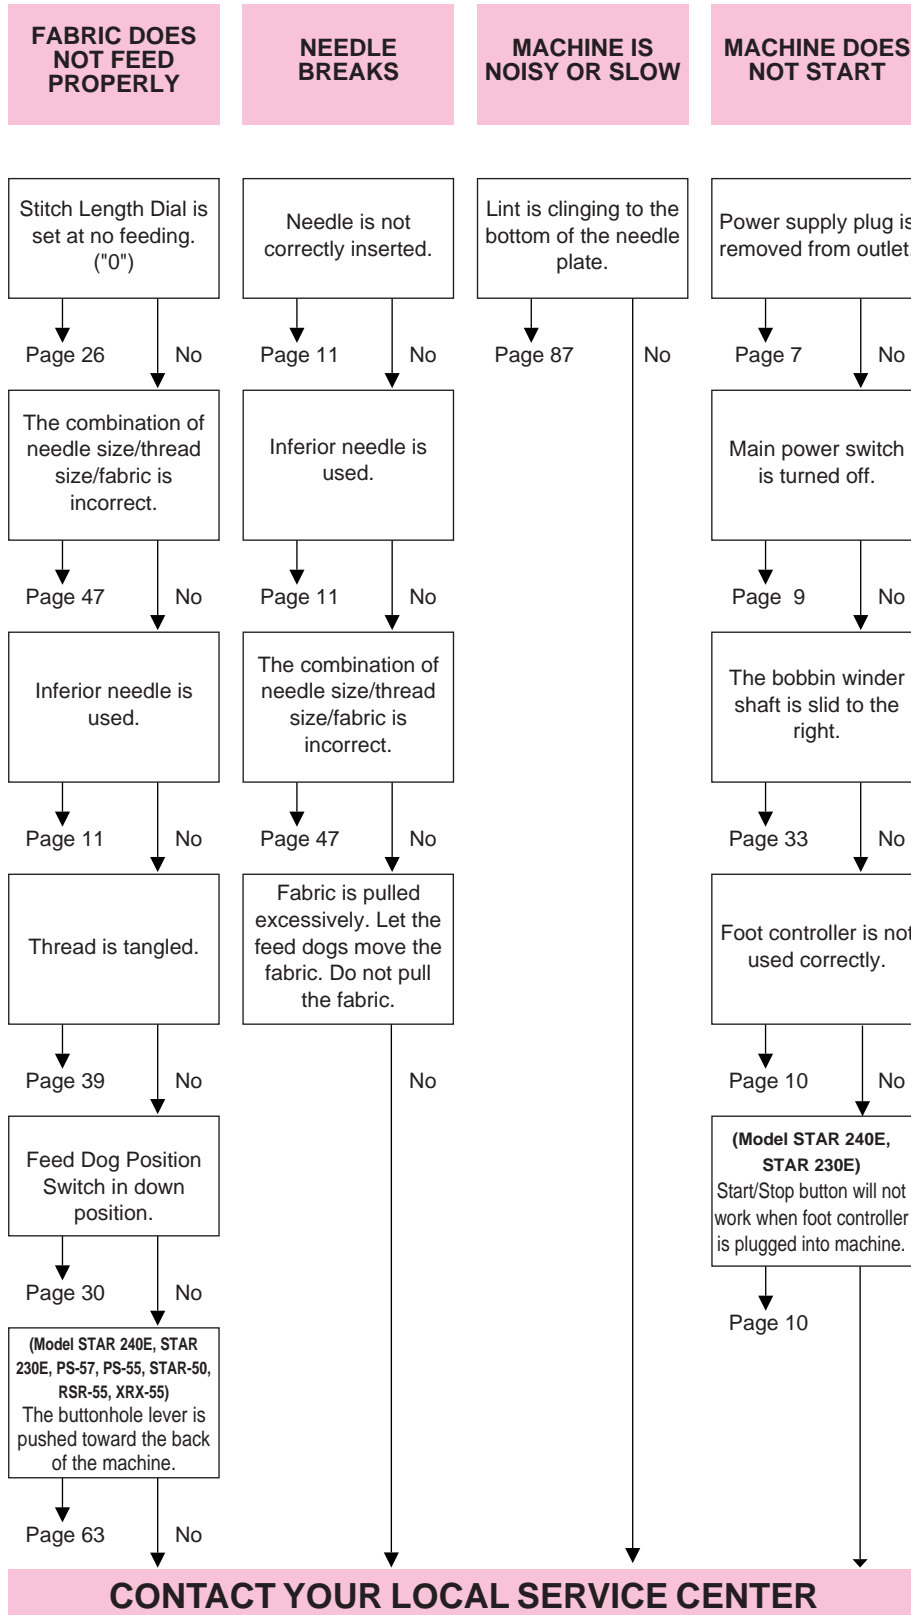 FABRIC DOES
NOT FEED
PROPERLY
Stitch Length Dial is
set at no feeding.
("0")
Page 26
No
The combination of
needle size/thread
size/fabric is
incorrect.
Page 47
No
Inferior needle is
used.
Page 11
No
Thread is tangled.
Page 39
No
Feed Dog Position
Switch in down
position.
Page 30
No
(Model STAR 240E, STAR
230E, PS-57, PS-55, STAR-50,
RSR-55, XRX-55)
The buttonhole lever is
pushed toward the back
of the machine.
Page 63
No
NEEDLE
BREAKS
Needle is not
correctly inserted.
Page 11
No
Inferior needle is
used.
Page 11
No
The combination of
needle size/thread
size/fabric is
incorrect.
Page 47
No
Fabric is pulled
excessively. Let the
feed dogs move the
fabric. Do not pull
the fabric.
No
MACHINE IS
NOISY OR SLOW
Lint is clinging to the
bottom of the needle
plate.
Page 87
No
MACHINE DOES
NOT START
Power supply plug is
removed from outlet.
Page 7
No
Main power switch
is turned off.
Page 9
No
The bobbin winder
shaft is slid to the
right.
Page 33
No
Foot controller is not
used correctly.
Page 10
No
(Model STAR 240E,
STAR 230E)
Start/Stop button will not
work when foot controller
is plugged into machine.
Page 10
CONTACT YOUR LOCAL SERVICE CENTER